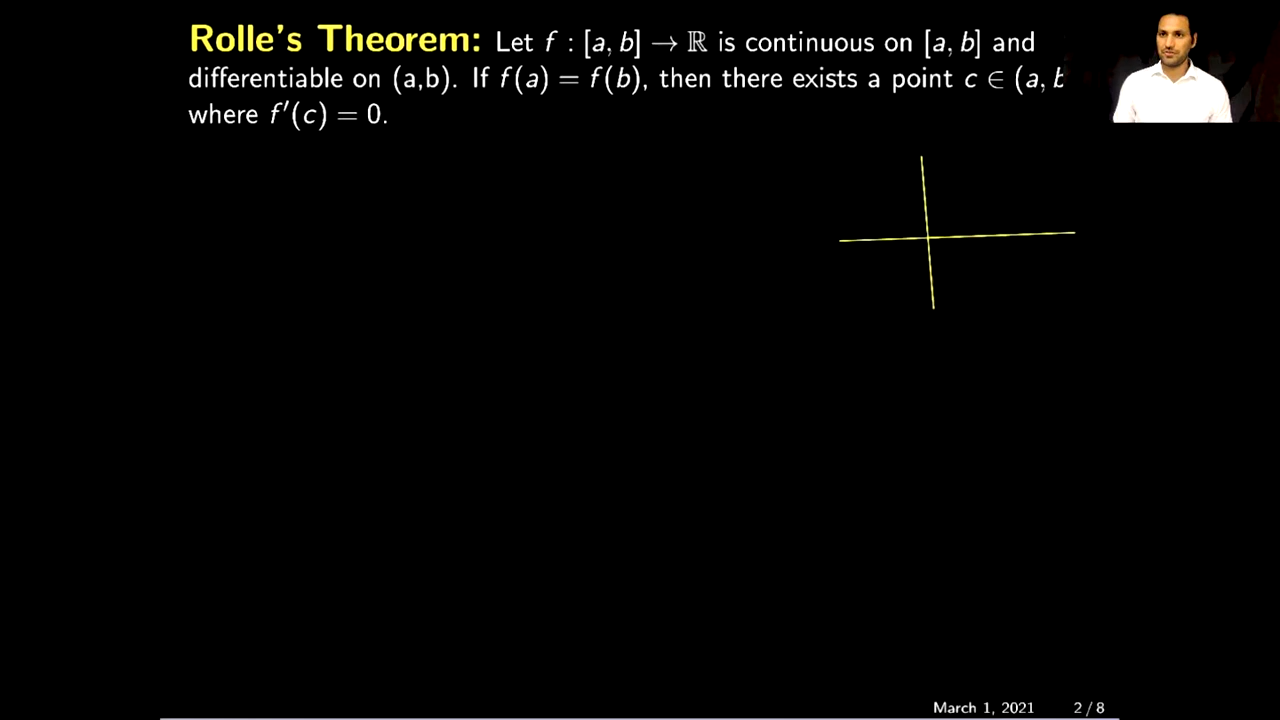 Rolle's Theorem: Let f : [a, b] → ℝ is continuous on [a, b] and
differentiable on (a,b). If f(a) = f(b), then there exists a point c ∈ (a, b
where f′(c) = 0.
March 1, 2021 2 / 8